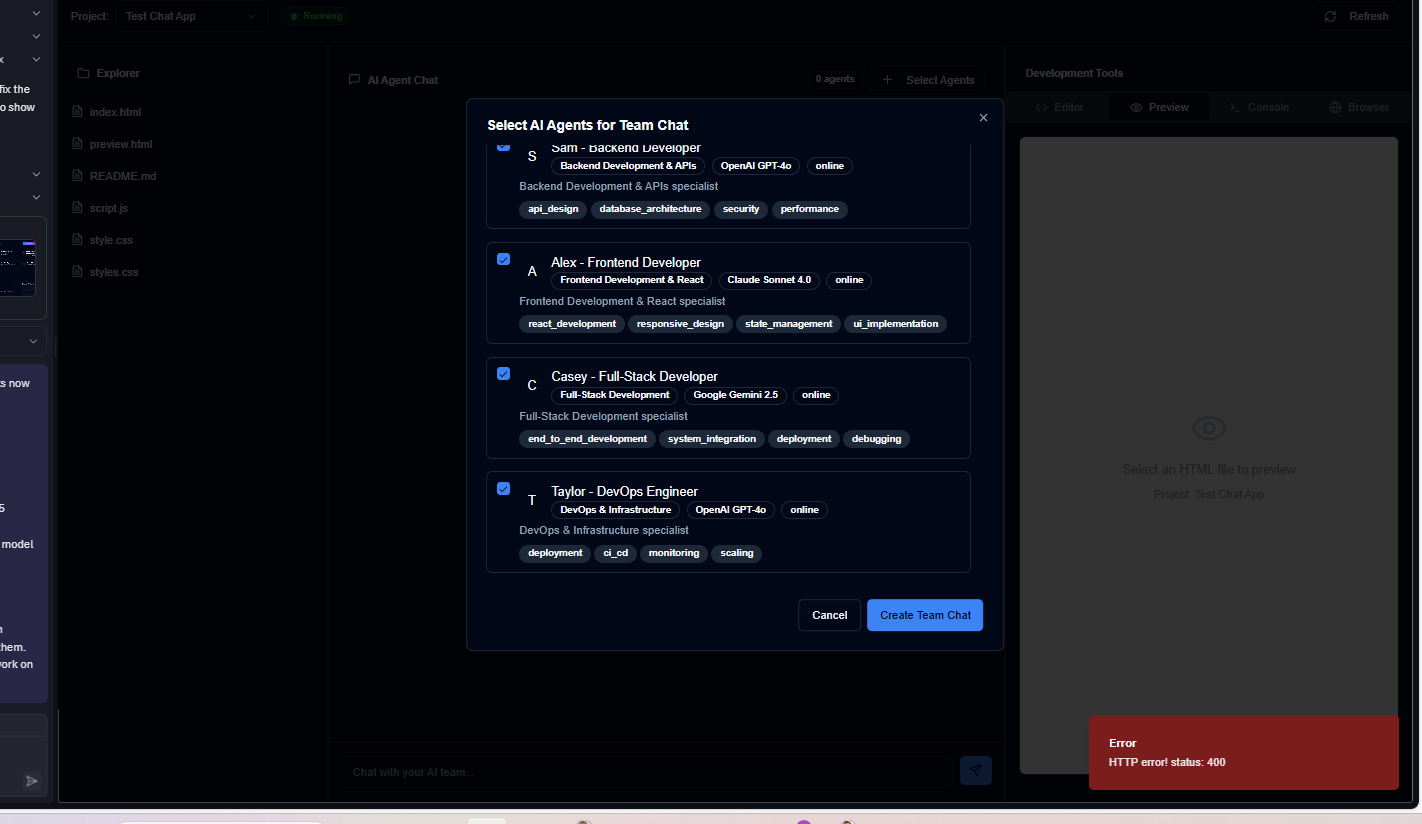 Project: Test Chat App Running Refresh
x
fix the
o show
s now
5
model
n
them.
work on
Explorer
index.html
preview.html
README.md
script.js
style.css
styles.css
AI Agent Chat 0 agents + Select Agents
Select AI Agents for Team Chat
S Sam - Backend Developer
Backend Development & APIs OpenAI GPT-4o online
Backend Development & APIs specialist
api_design database_architecture security performance
A Alex - Frontend Developer
Frontend Development & React Claude Sonnet 4.0 online
Frontend Development & React specialist
react_development responsive_design state_management ui_implementation
C Casey - Full-Stack Developer
Full-Stack Development Google Gemini 2.5 online
Full-Stack Development specialist
end_to_end_development system_integration deployment debugging
T Taylor - DevOps Engineer
DevOps & Infrastructure OpenAI GPT-4o online
DevOps & Infrastructure specialist
deployment ci_cd monitoring scaling
Cancel Create Team Chat
Chat with your AI team...
Development Tools
Editor Preview Console Browser
Select an HTML file to preview
Project: Test Chat App
Error
HTTP error! status: 400